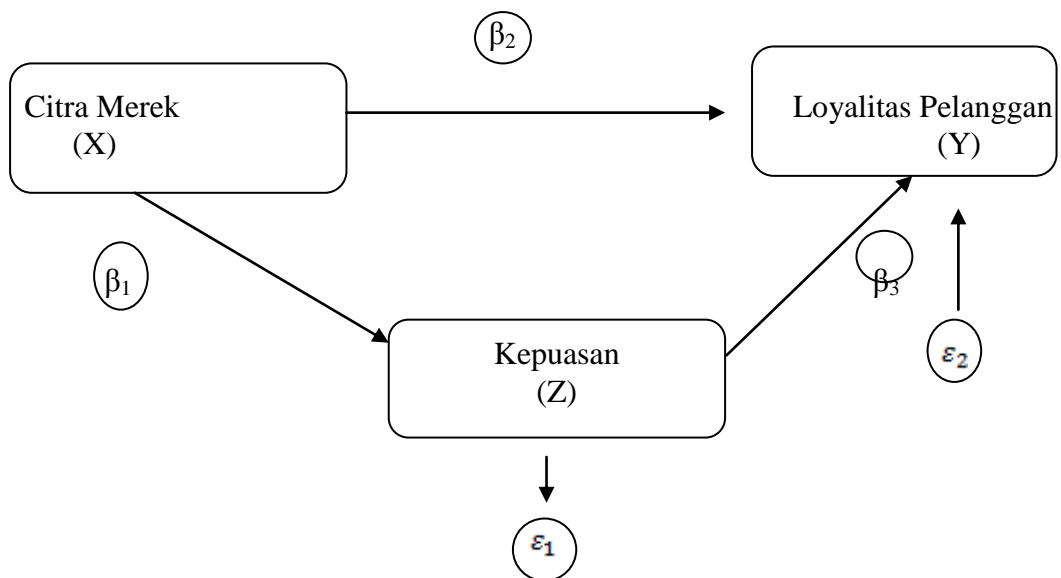 β₂
Citra Merek
(X)
Loyalitas Pelanggan
(Y)
β₁
β₃
Kepuasan
(Z)
ε₂
ε₁